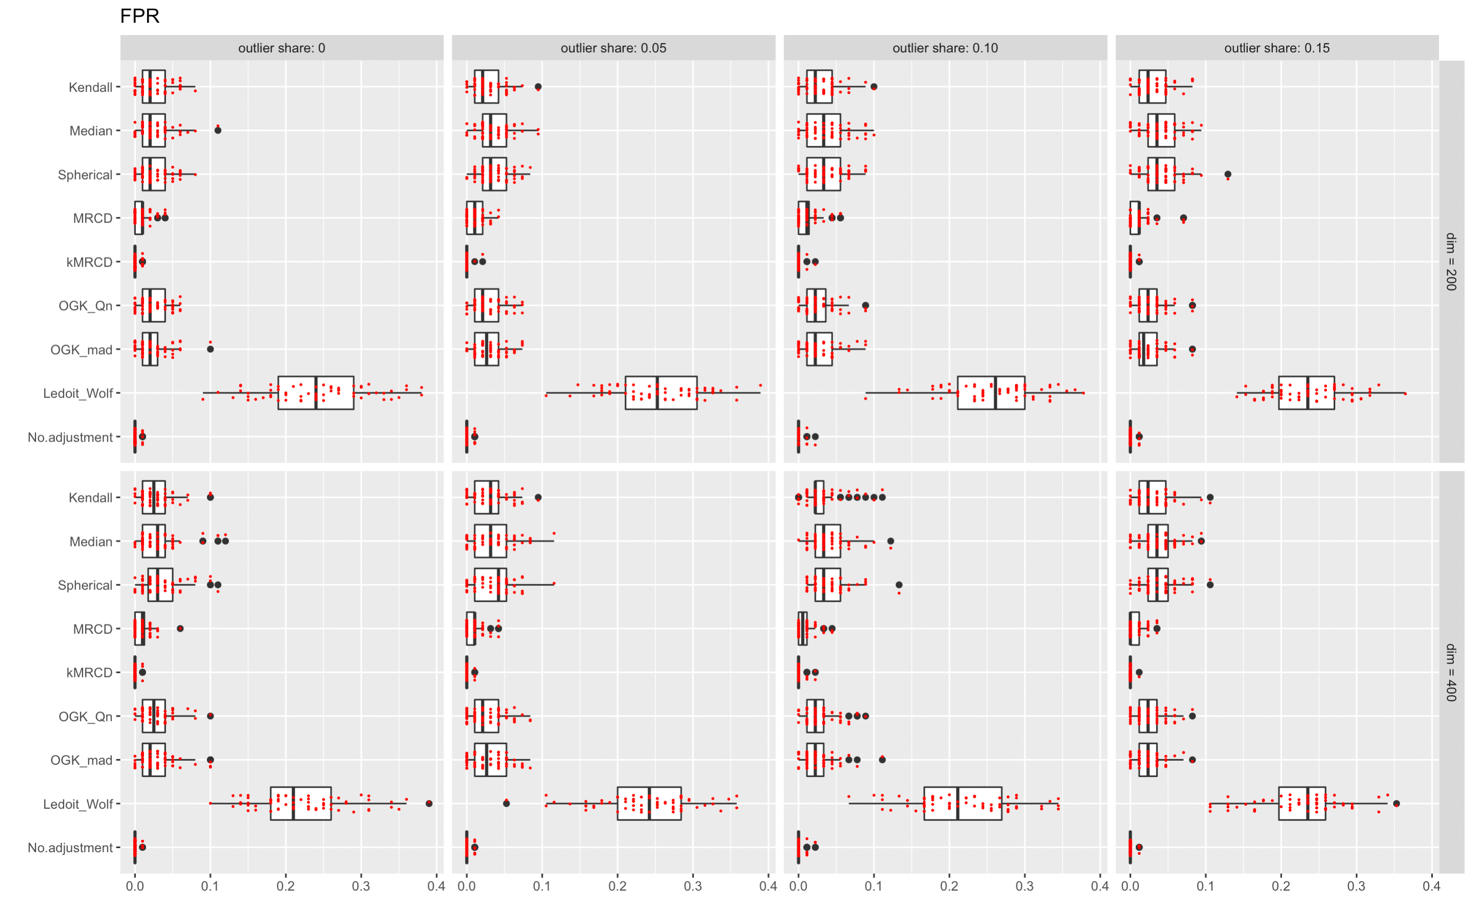 FPR
outlier share: 0
outlier share: 0.05
outlier share: 0.10
outlier share: 0.15
Kendall
Median
Spherical
MRCD
kMRCD
OGK_Qn
OGK_mad
Ledoit_Wolf
No.adjustment
dim = 200
Kendall
Median
Spherical
MRCD
kMRCD
OGK_Qn
OGK_mad
Ledoit_Wolf
No.adjustment
dim = 400
0.0 0.1 0.2 0.3 0.4
0.0 0.1 0.2 0.3 0.4
0.0 0.1 0.2 0.3 0.4
0.0 0.1 0.2 0.3 0.4